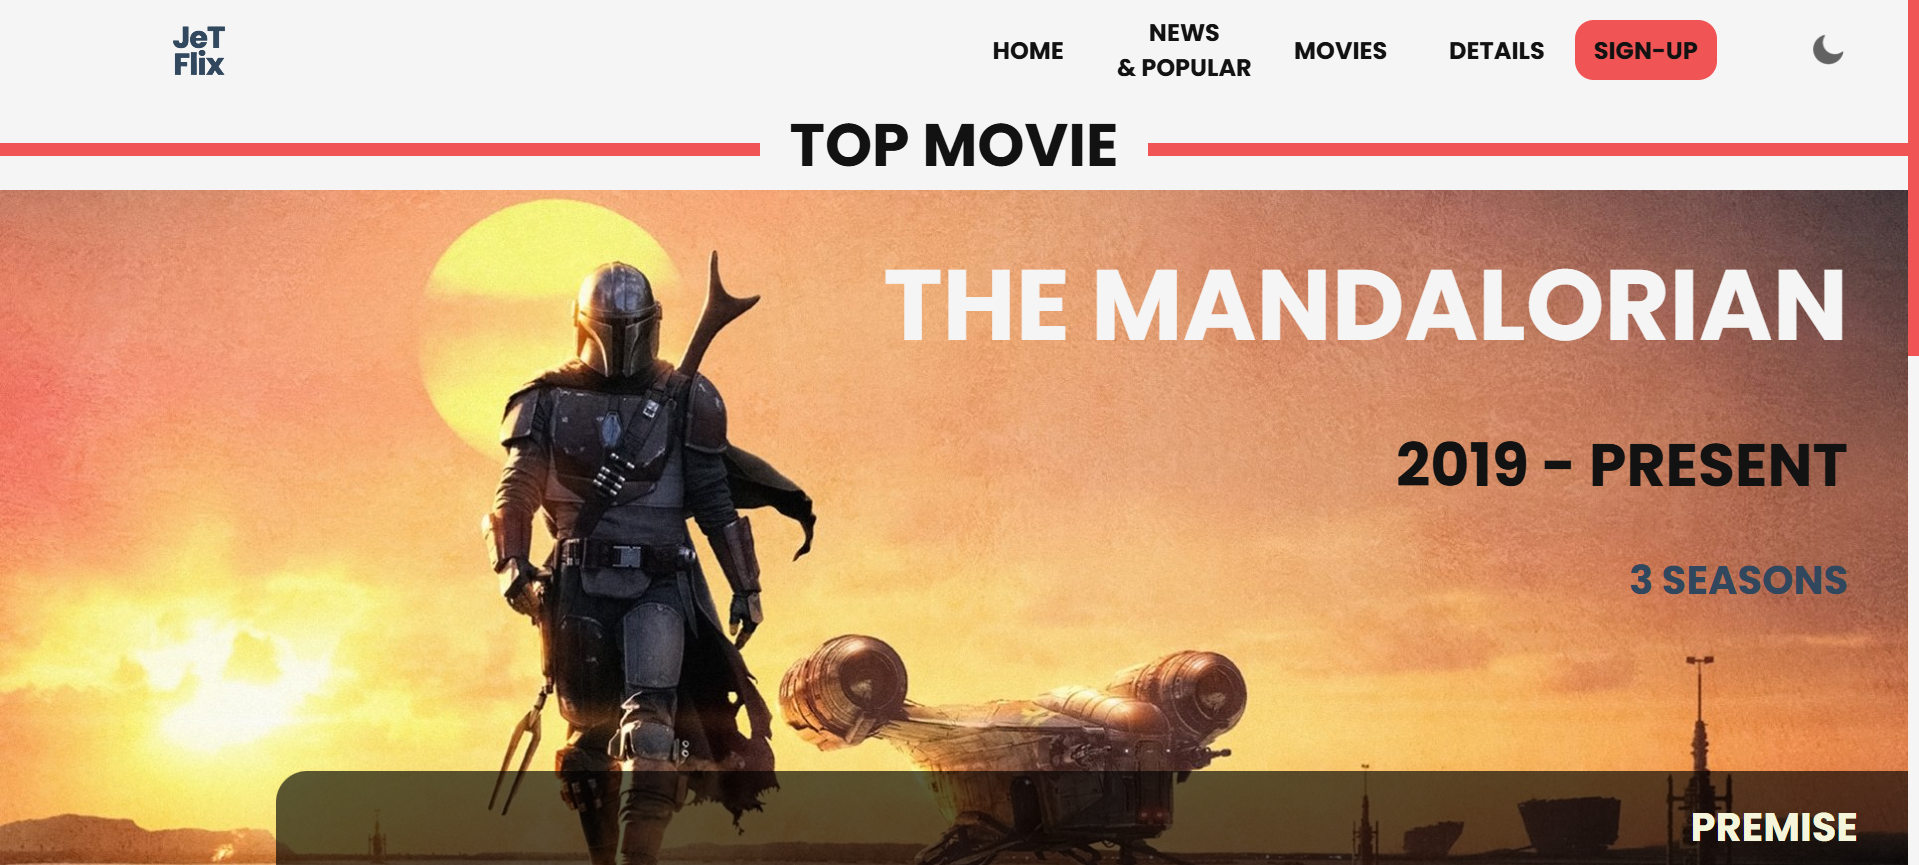 JeT
Flix
HOME
NEWS
& POPULAR
MOVIES
DETAILS
SIGN-UP
TOP MOVIE
THE MANDALORIAN
2019 - PRESENT
3 SEASONS
PREMISE